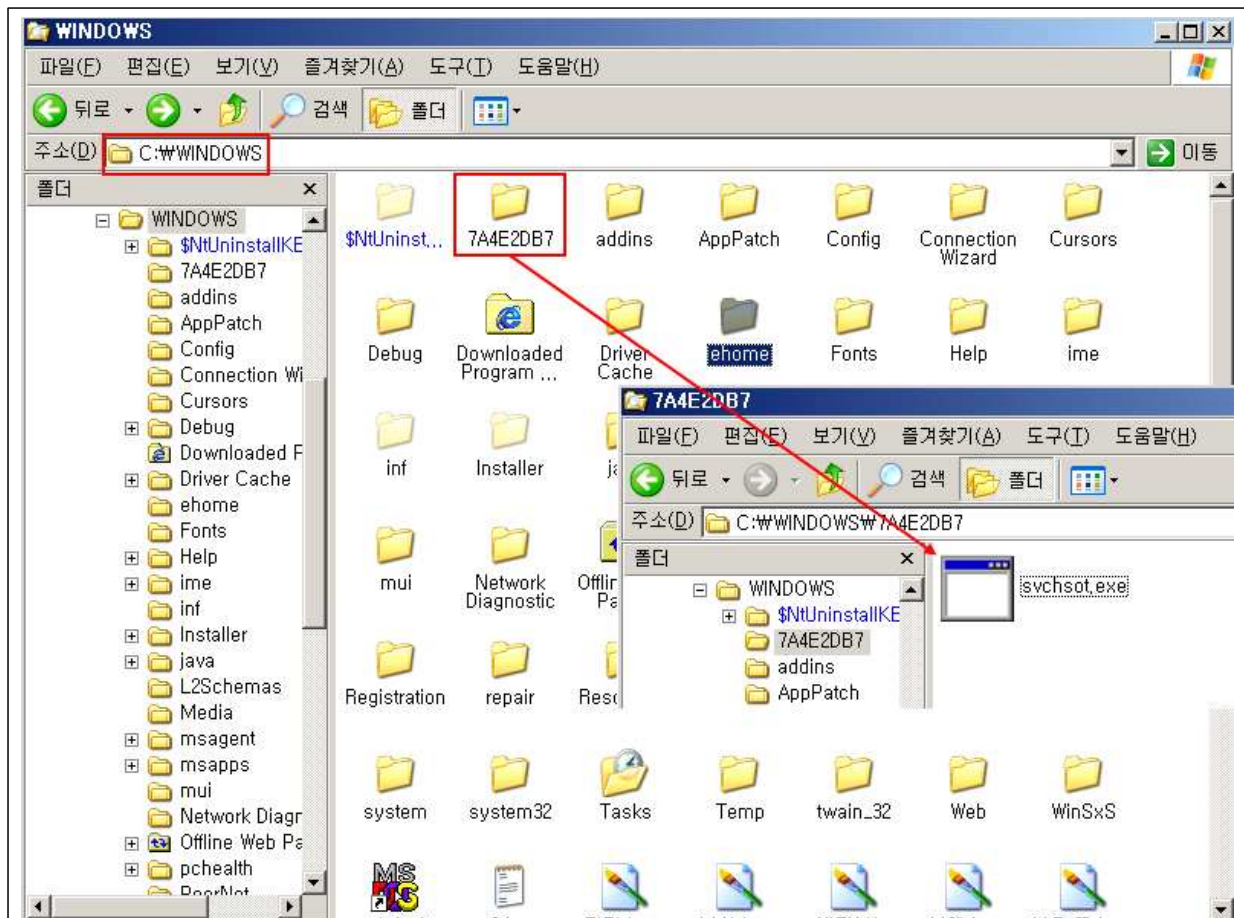 WINDOWS
파일(F) 편집(E) 보기(V) 즐겨찾기(A) 도구(T) 도움말(H)
뒤로 검색 폴더
주소(D) C:₩WINDOWS 이동
폴더
WINDOWS
$NtUninstallKE
7A4E2DB7
addins
AppPatch
Config
Connection Wi
Cursors
Debug
Downloaded F
Driver Cache
ehome
Fonts
Help
ime
inf
Installer
java
L2Schemas
Media
msagent
msapps
mui
Network Diagr
Offline Web Pa
pchealth
$NtUninst... 7A4E2DB7 addins AppPatch Config Connection Wizard Cursors
Debug Downloaded Program ... Driver Cache ehome Fonts Help ime
inf Installer
mui Network Diagnostic
Registration repair
system system32 Tasks Temp twain_32 Web WinSxS
7A4E2DB7
파일(F) 편집(E) 보기(V) 즐겨찾기(A) 도구(T) 도움말(H)
뒤로 검색 폴더
주소(D) C:₩WINDOWS₩7A4E2DB7
폴더
WINDOWS
$NtUninstallKE
7A4E2DB7
addins
AppPatch
svchsot.exe